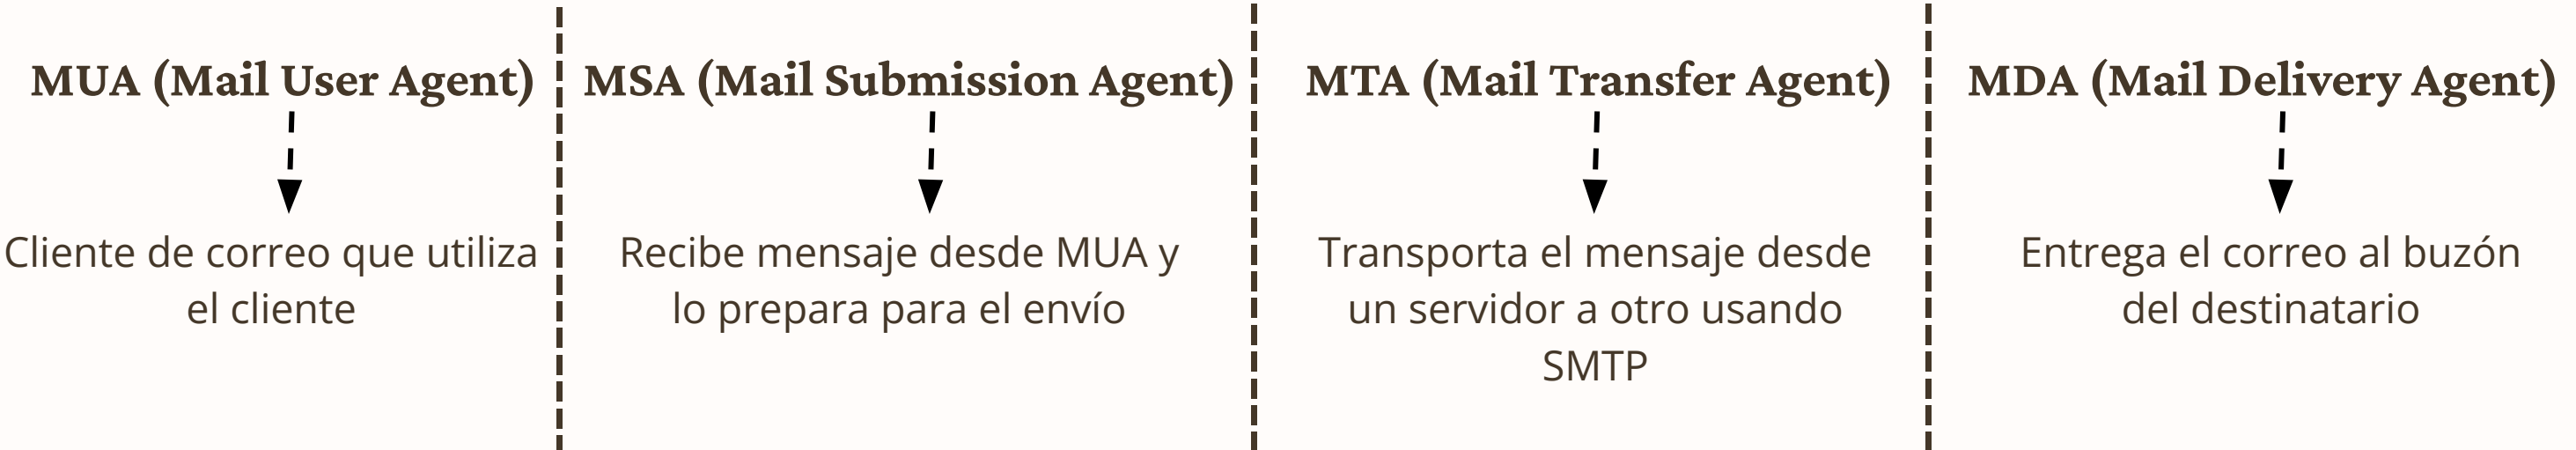 MUA (Mail User Agent)
Cliente de correo que utiliza
el cliente
MSA (Mail Submission Agent)
Recibe mensaje desde MUA y
lo prepara para el envío
MTA (Mail Transfer Agent)
Transporta el mensaje desde
un servidor a otro usando
SMTP
MDA (Mail Delivery Agent)
Entrega el correo al buzón
del destinatario